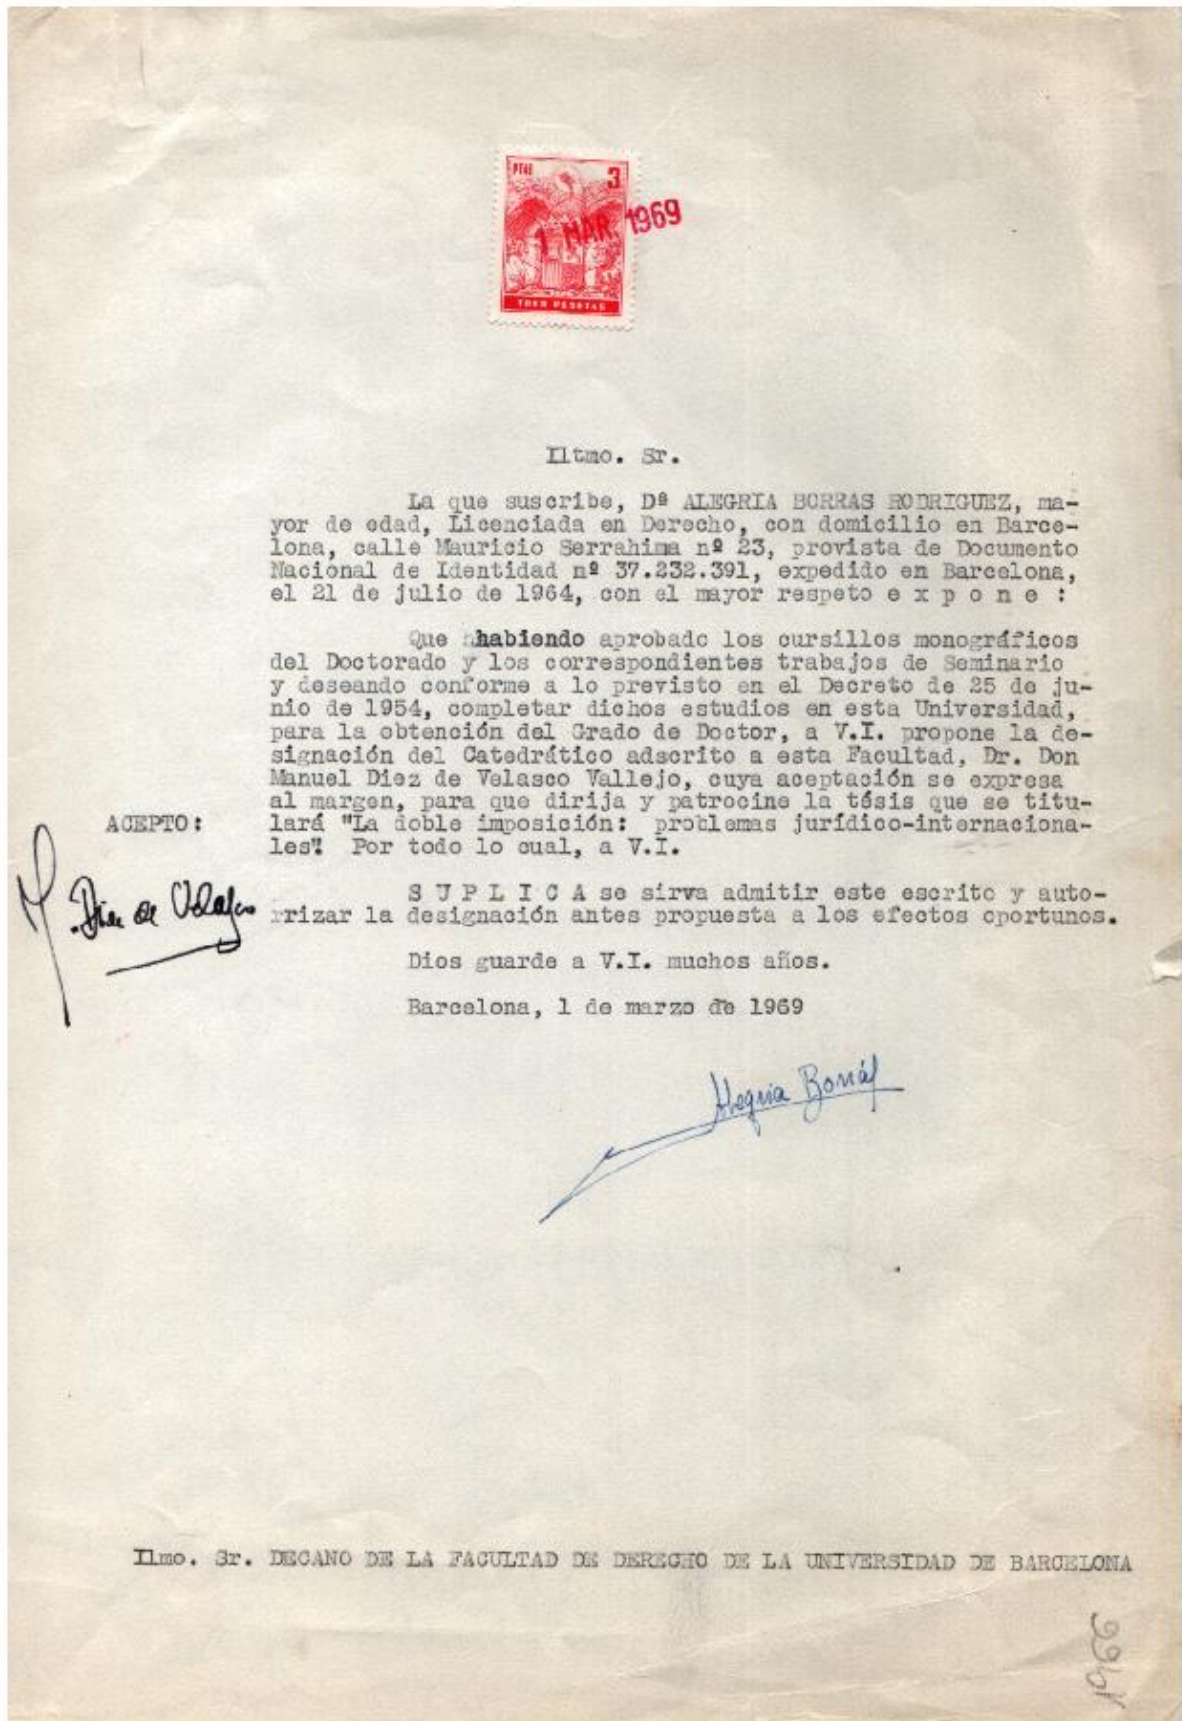 PTAS 3
1 MAR. 1969
TRES PESETAS
Iltmo. Sr.
La que suscribe, Dª ALEGRIA BORRAS RODRIGUEZ, ma-
yor de edad, Licenciada en Derecho, con domicilio en Barce-
lona, calle Mauricio Serrahima nº 23, provista de Documento
Nacional de Identidad nº 37.232.391, expedido en Barcelona,
el 21 de julio de 1964, con el mayor respeto e x p o n e :
Que habiendo aprobado los cursillos monográficos
del Doctorado y los correspondientes trabajos de Seminario
y deseando conforme a lo previsto en el Decreto de 25 de ju-
nio de 1954, completar dichos estudios en esta Universidad,
para la obtención del Grado de Doctor, a V.I. propone la de-
signación del Catedrático adscrito a esta Facultad, Dr. Don
Manuel Diez de Velasco Vallejo, cuya aceptación se expresa
al margen, para que dirija y patrocine la tésis que se titu-
ACEPTO: lará "La doble imposición: problemas jurídico-internaciona-
les". Por todo lo cual, a V.I.
M. Diez de Velasco
S U P L I C A se sirva admitir este escrito y auto-
rrizar la designación antes propuesta a los efectos oportunos.
Dios guarde a V.I. muchos años.
Barcelona, 1 de marzo de 1969
Alegria Borrás
Ilmo. Sr. DECANO DE LA FACULTAD DE DERECHO DE LA UNIVERSIDAD DE BARCELONA